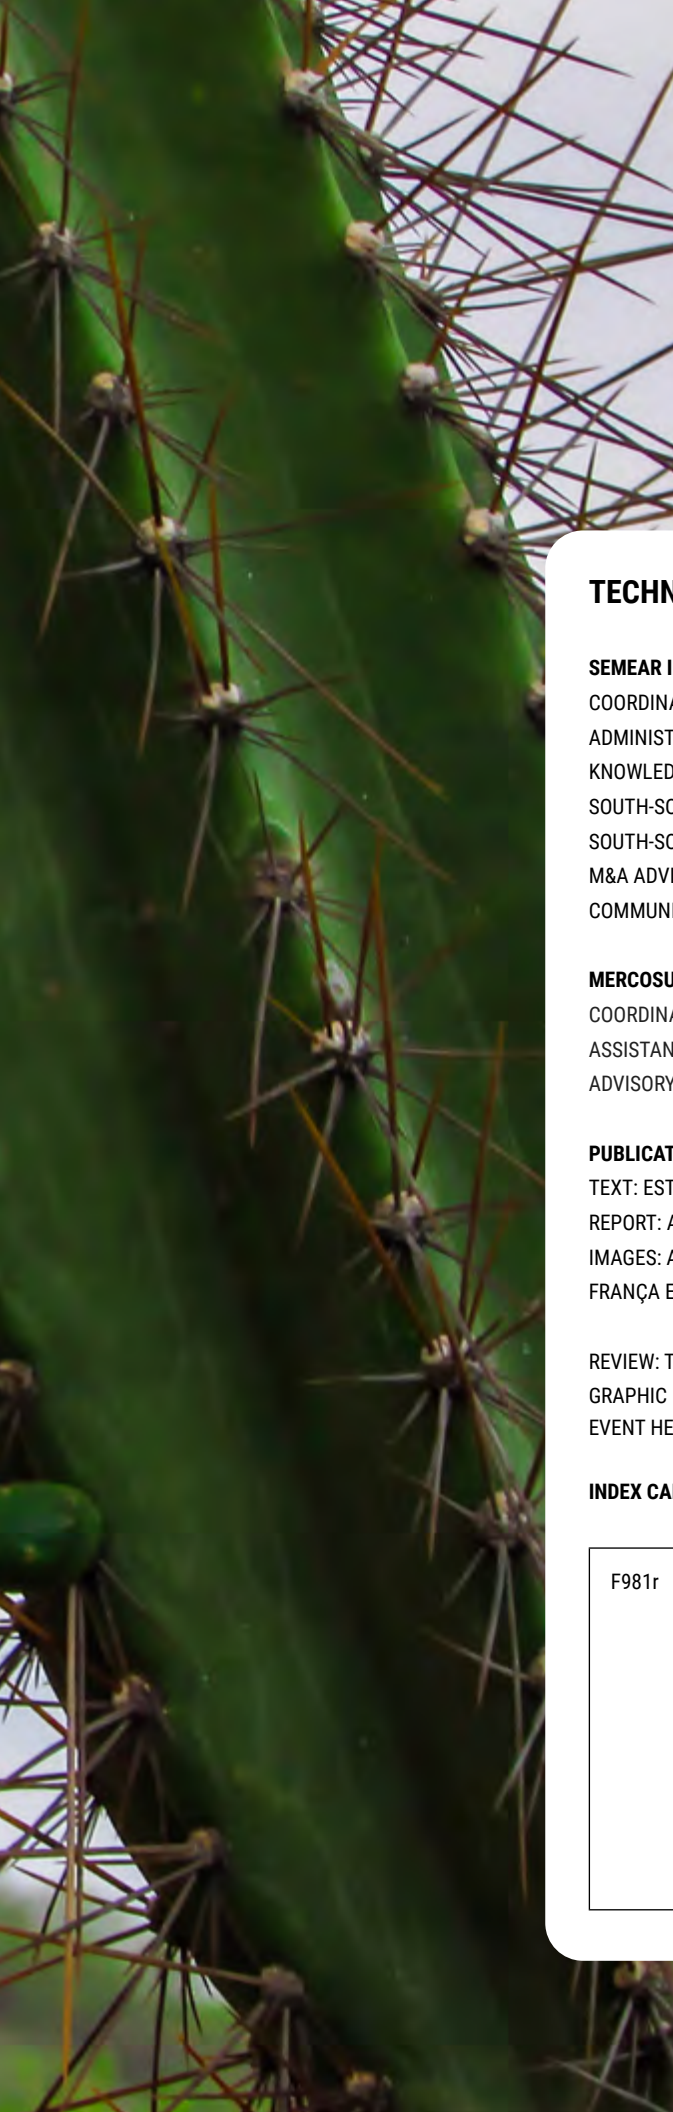 TECHN
SEMEAR I
COORDINA
ADMINIST
KNOWLED
SOUTH-SO
SOUTH-SO
M&A ADVI
COMMUNI
MERCOSU
COORDINA
ASSISTAN
ADVISORY
PUBLICAT
TEXT: EST
REPORT: A
IMAGES: A
FRANÇA E
REVIEW: T
GRAPHIC
EVENT HE
INDEX CA
F981r